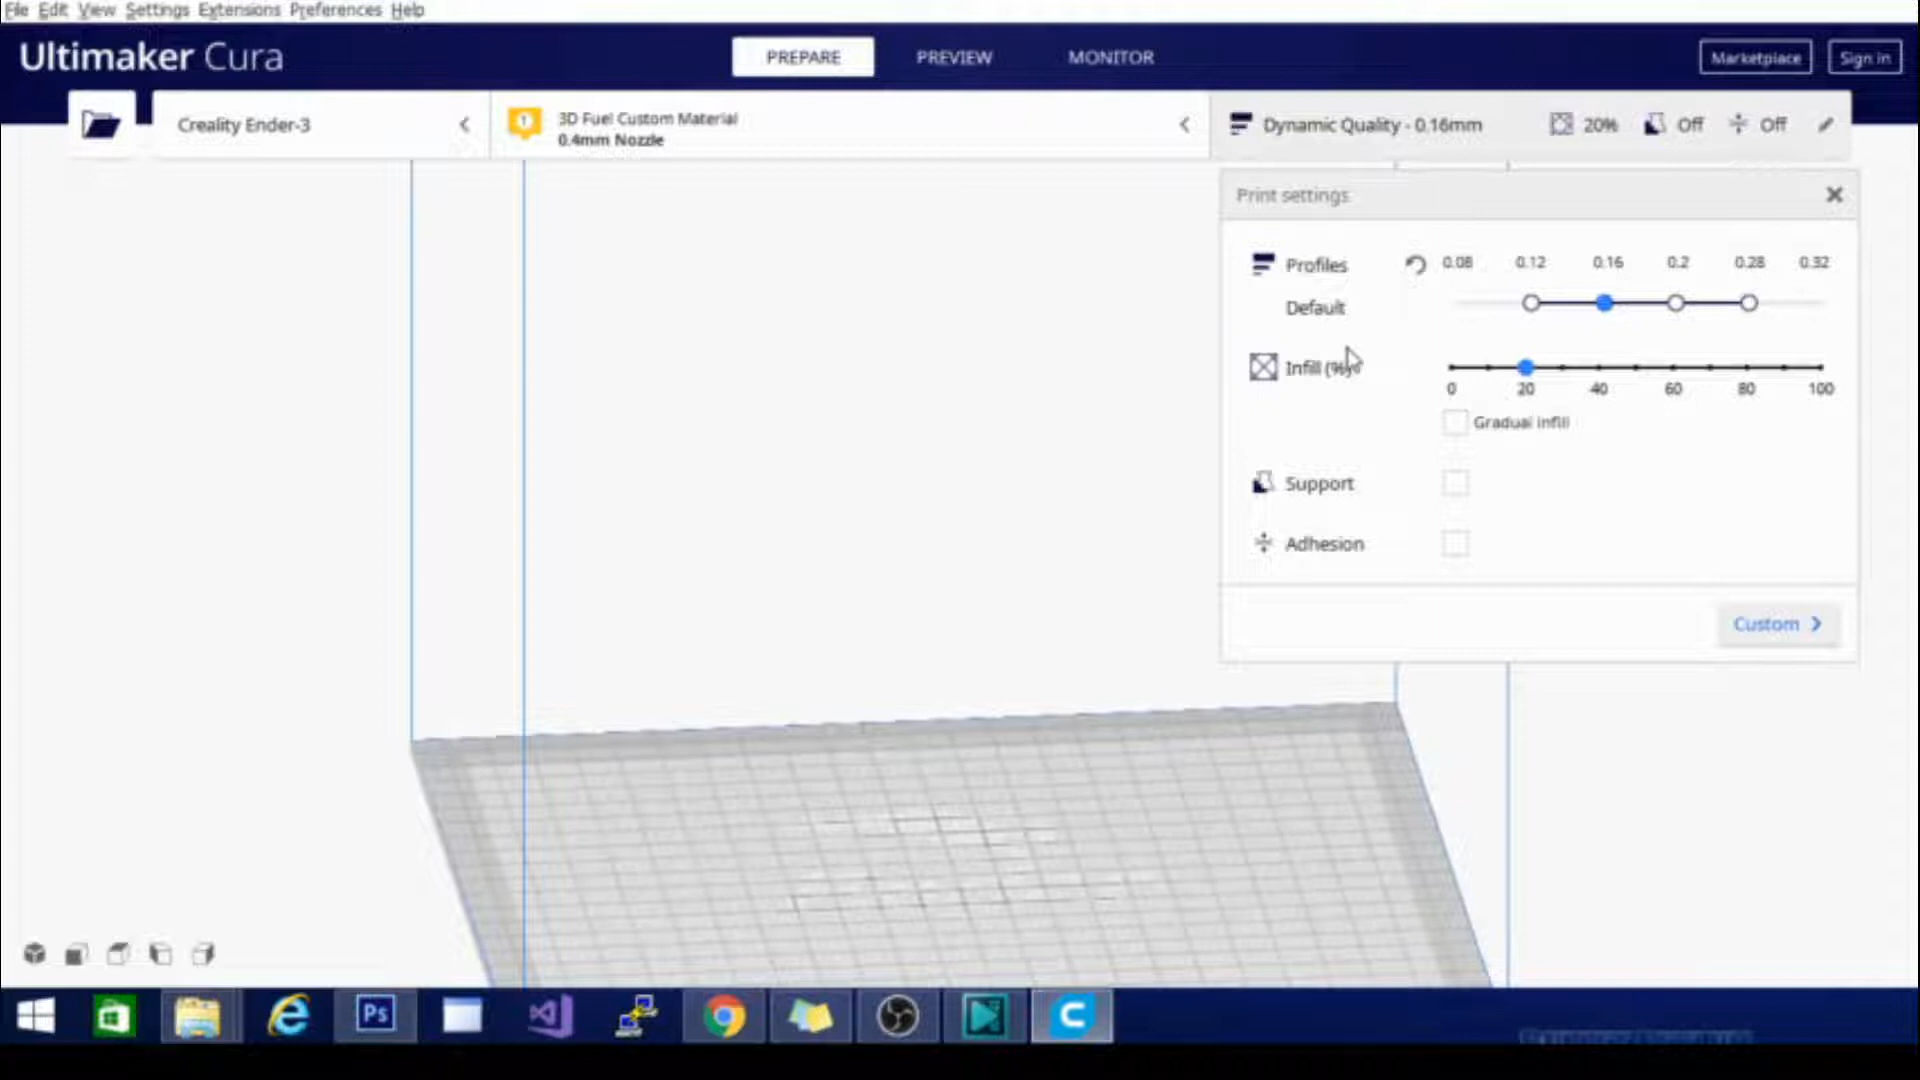 File Edit View Settings Extensions Preferences Help
Ultimaker Cura
PREPARE
PREVIEW
MONITOR
Marketplace
Sign in
Creality Ender-3
3D Fuel Custom Material
0.4mm Nozzle
Dynamic Quality - 0.16mm
20%
Off
Off
Print settings
Profiles
0.08 0.12 0.16 0.2 0.28 0.32
Default
Infill (%)
0 20 40 60 80 100
Gradual infill
Support
Adhesion
Custom
Ps